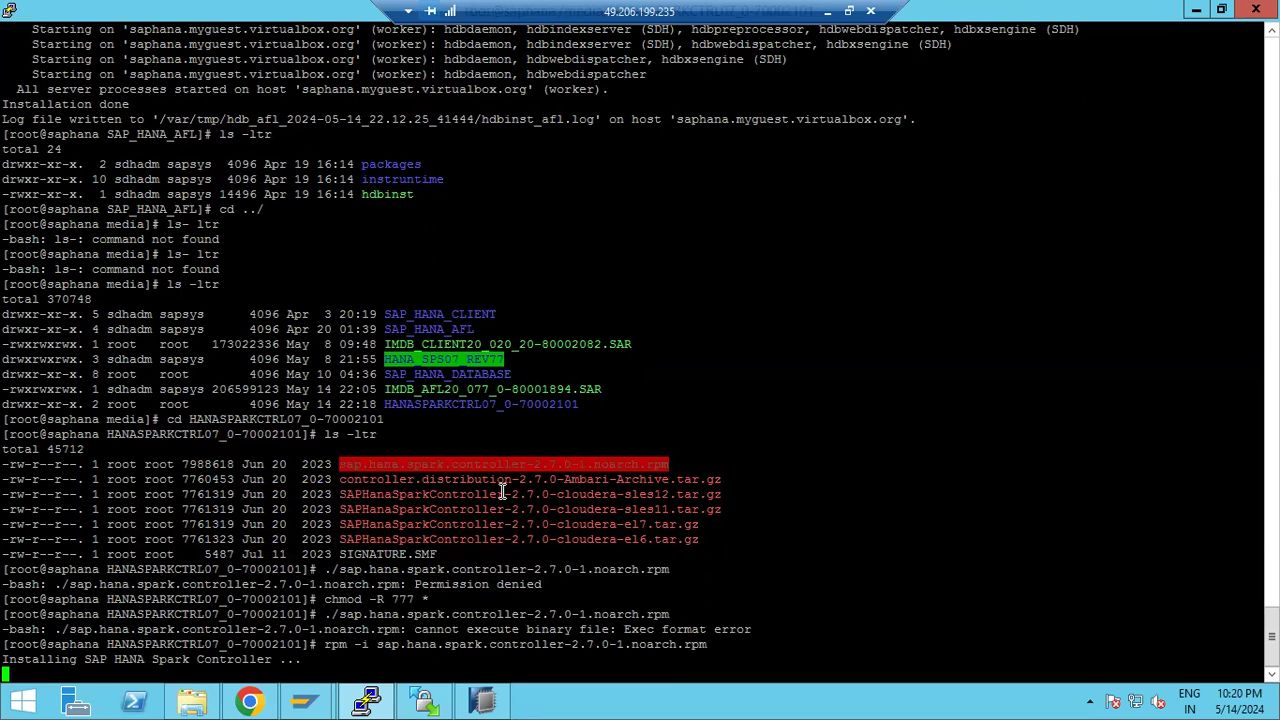 root@saphana:/media/HANASPARKCTRL07_0-70002101
49.206.199.235
Starting on 'saphana.myguest.virtualbox.org' (worker): hdbdaemon, hdbindexserver (SDH), hdbpreprocessor, hdbwebdispatcher, hdbxsengine (SDH)
Starting on 'saphana.myguest.virtualbox.org' (worker): hdbdaemon, hdbindexserver (SDH), hdbwebdispatcher, hdbxsengine (SDH)
Starting on 'saphana.myguest.virtualbox.org' (worker): hdbdaemon, hdbwebdispatcher, hdbxsengine (SDH)
Starting on 'saphana.myguest.virtualbox.org' (worker): hdbdaemon, hdbwebdispatcher
All server processes started on host 'saphana.myguest.virtualbox.org' (worker).
Installation done
Log file written to '/var/tmp/hdb_afl_2024-05-14_22.12.25_41444/hdbinst_afl.log' on host 'saphana.myguest.virtualbox.org'.
[root@saphana SAP_HANA_AFL]# ls -ltr
total 24
drwxr-xr-x. 2 sdhadm sapsys 4096 Apr 19 16:14 packages
drwxr-xr-x. 10 sdhadm sapsys 4096 Apr 19 16:14 instruntime
-rwxr-xr-x. 1 sdhadm sapsys 14496 Apr 19 16:14 hdbinst
[root@saphana SAP_HANA_AFL]# cd ../
[root@saphana media]# ls- ltr
-bash: ls-: command not found
[root@saphana media]# ls- ltr
-bash: ls-: command not found
[root@saphana media]# ls -ltr
total 370748
drwxr-xr-x. 5 sdhadm sapsys 4096 Apr 3 20:19 SAP_HANA_CLIENT
drwxr-xr-x. 4 sdhadm sapsys 4096 Apr 20 01:39 SAP_HANA_AFL
-rwxrwxrwx. 1 root root 173022336 May 8 09:48 IMDB_CLIENT20_020_20-80002082.SAR
drwxrwxrwx. 3 sdhadm sapsys 4096 May 8 21:55 HANA_SPS07_REV77
drwxr-xr-x. 8 root root 4096 May 10 04:36 SAP_HANA_DATABASE
-rwxrwxrwx. 1 sdhadm sapsys 206599123 May 14 22:05 IMDB_AFL20_077_0-80001894.SAR
drwxr-xr-x. 2 root root 4096 May 14 22:18 HANASPARKCTRL07_0-70002101
[root@saphana media]# cd HANASPARKCTRL07_0-70002101
[root@saphana HANASPARKCTRL07_0-70002101]# ls -ltr
total 45712
-rw-r--r--. 1 root root 7988618 Jun 20 2023 sap.hana.spark.controller-2.7.0-1.noarch.rpm
-rw-r--r--. 1 root root 7760453 Jun 20 2023 controller.distribution-2.7.0-Ambari-Archive.tar.gz
-rw-r--r--. 1 root root 7761319 Jun 20 2023 SAPHanaSparkController-2.7.0-cloudera-sles12.tar.gz
-rw-r--r--. 1 root root 7761319 Jun 20 2023 SAPHanaSparkController-2.7.0-cloudera-sles11.tar.gz
-rw-r--r--. 1 root root 7761319 Jun 20 2023 SAPHanaSparkController-2.7.0-cloudera-el7.tar.gz
-rw-r--r--. 1 root root 7761323 Jun 20 2023 SAPHanaSparkController-2.7.0-cloudera-el6.tar.gz
-rw-r--r--. 1 root root 5487 Jul 11 2023 SIGNATURE.SMF
[root@saphana HANASPARKCTRL07_0-70002101]# ./sap.hana.spark.controller-2.7.0-1.noarch.rpm
-bash: ./sap.hana.spark.controller-2.7.0-1.noarch.rpm: Permission denied
[root@saphana HANASPARKCTRL07_0-70002101]# chmod -R 777 *
[root@saphana HANASPARKCTRL07_0-70002101]# ./sap.hana.spark.controller-2.7.0-1.noarch.rpm
-bash: ./sap.hana.spark.controller-2.7.0-1.noarch.rpm: cannot execute binary file: Exec format error
[root@saphana HANASPARKCTRL07_0-70002101]# rpm -i sap.hana.spark.controller-2.7.0-1.noarch.rpm
Installing SAP HANA Spark Controller ...
ENG 10:20 PM
IN 5/14/2024